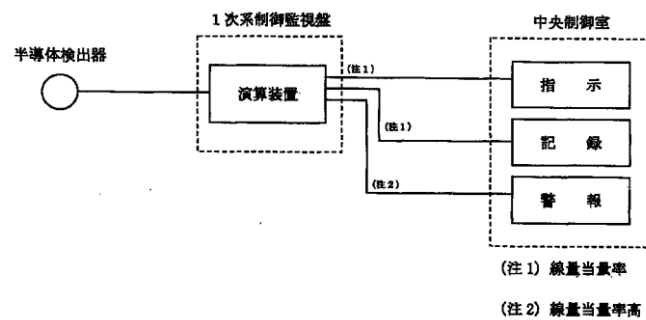 1次系制御監視盤
中央制御室
半導体検出器
演算装置
(注1)
(注1)
(注2)
指 示
記 録
警 報
(注1) 線量当量率
(注2) 線量当量率高